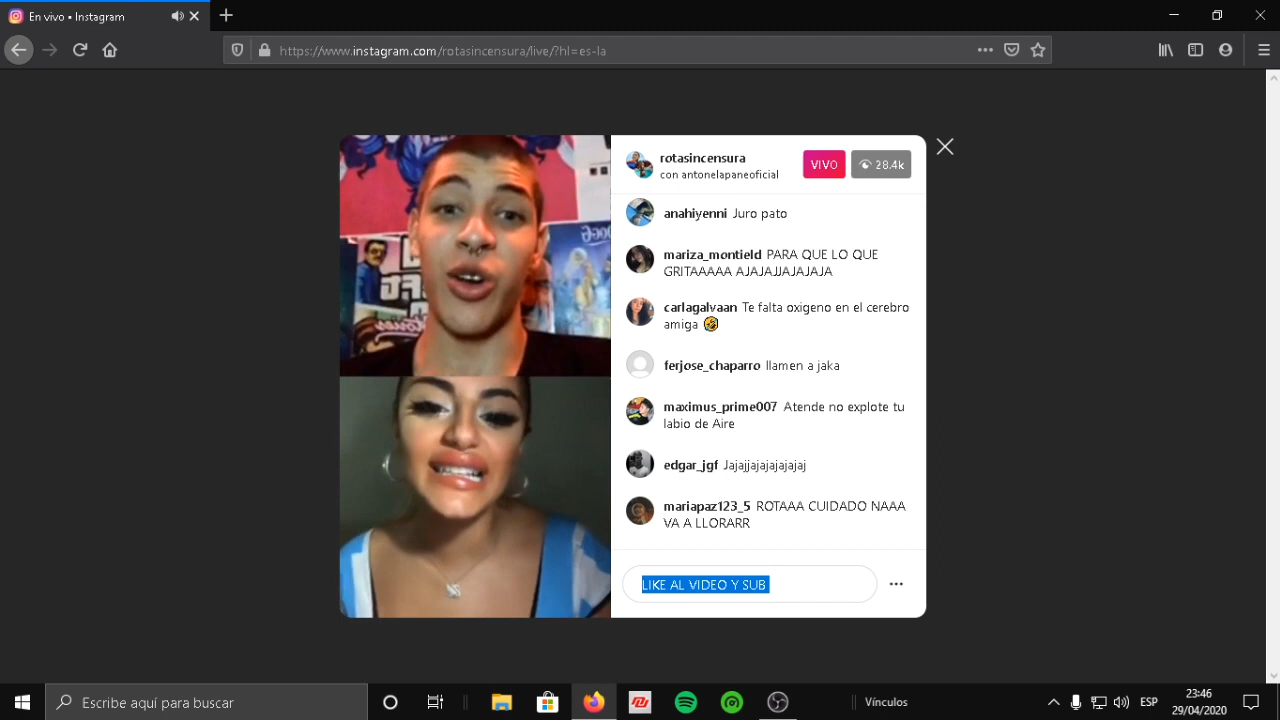 En vivo • Instagram
https://www.instagram.com/rotasincensura/live/?hl=es-la
rotasincensura
con antonelapaneoficial
VIVO
28.4k
anahiyenni Juro pato
mariza_montield PARA QUE LO QUE
GRITAAAAA AJAJAJJAJAJAJA
carlagalvaan Te falta oxigeno en el cerebro
amiga 🤣
ferjose_chaparro llamen a jaka
maximus_prime007 Atende no explote tu
labio de Aire
edgar_jgf Jajajjajajajajajaj
mariapaz123_5 ROTAAA CUIDADO NAAA
VA A LLORARR
LIKE AL VIDEO Y SUB
Escribe aquí para buscar
Vínculos
ESP
23:46
29/04/2020